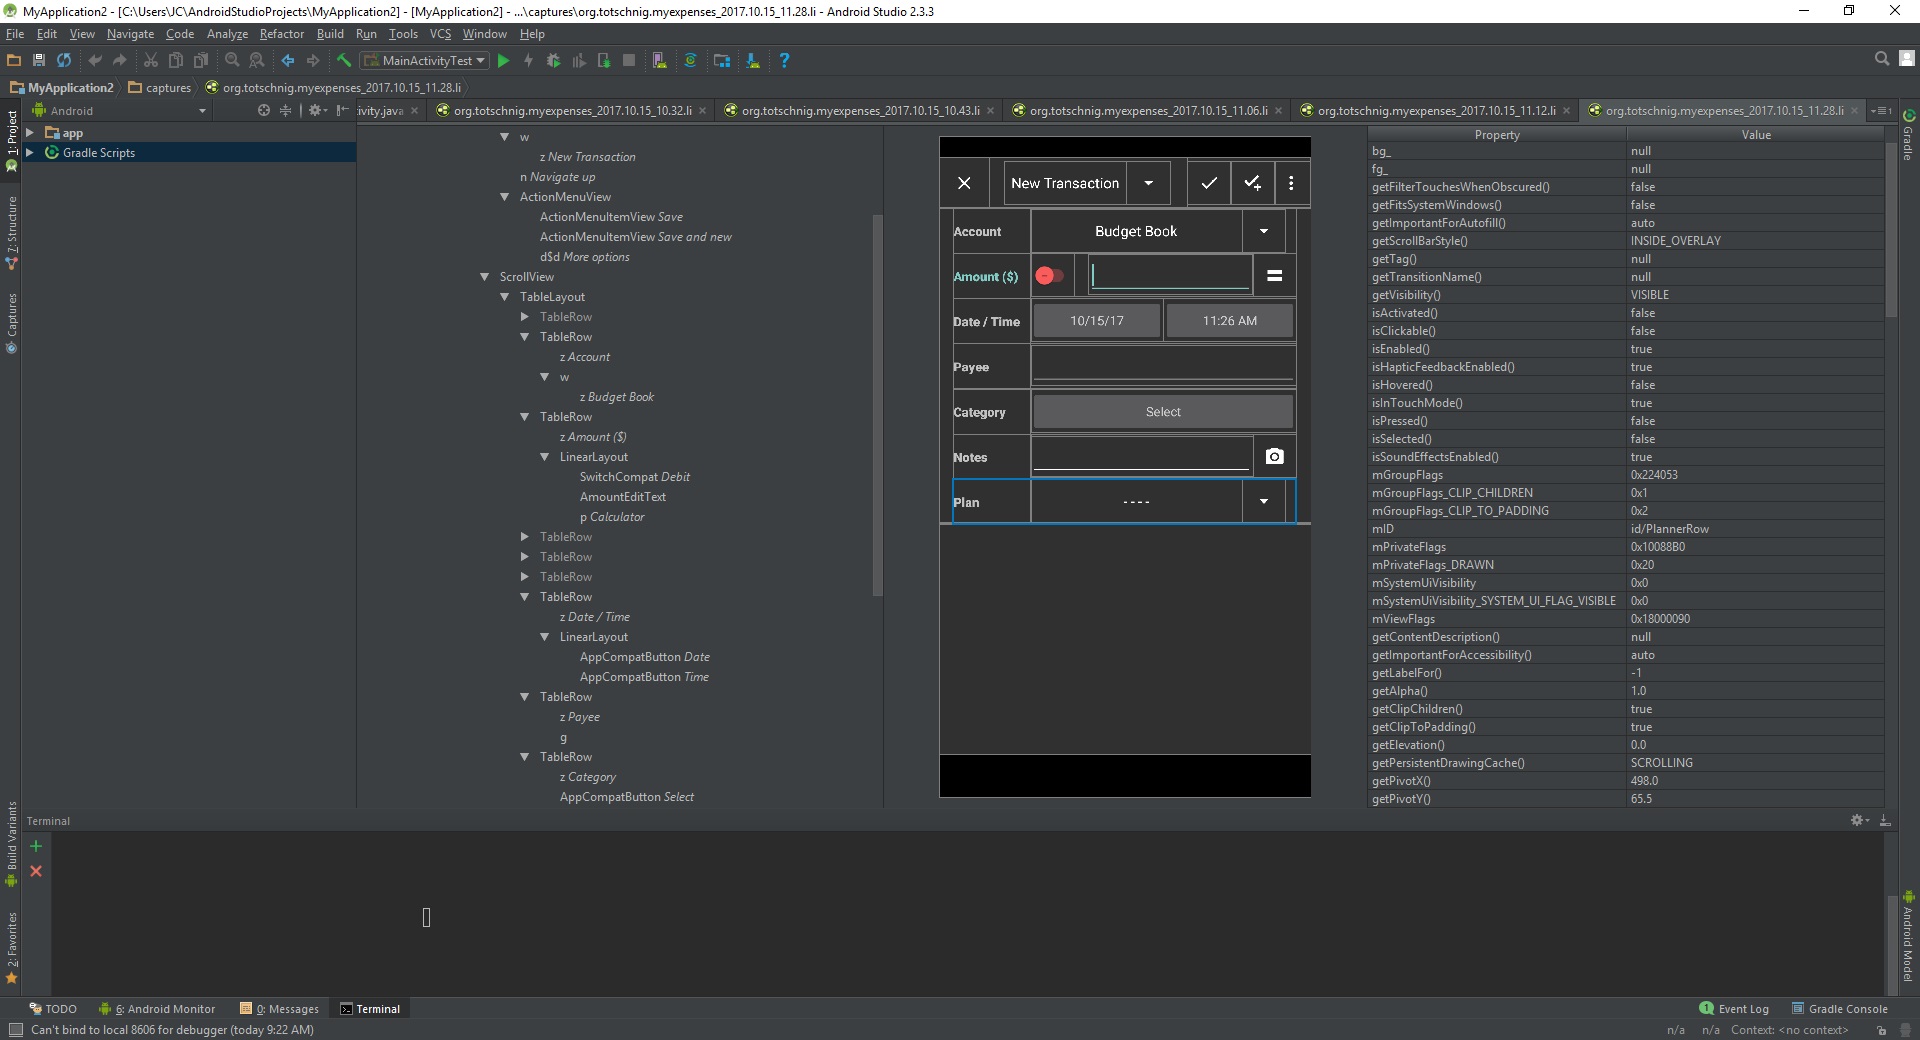 MyApplication2 - [C:\Users\JC\AndroidStudioProjects\MyApplication2] - [MyApplication2] - ...\captures\org.totschnig.myexpenses_2017.10.15_11.28.li - Android Studio 2.3.3
File Edit View Navigate Code Analyze Refactor Build Run Tools VCS Window Help
MainActivityTest
MyApplication2 captures org.totschnig.myexpenses_2017.10.15_11.28.li
Android
ivity.java org.totschnig.myexpenses_2017.10.15_10.32.li org.totschnig.myexpenses_2017.10.15_10.43.li org.totschnig.myexpenses_2017.10.15_11.06.li org.totschnig.myexpenses_2017.10.15_11.12.li org.totschnig.myexpenses_2017.10.15_11.28.li
1: Project
7: Structure
Captures
Build Variants
2: Favorites
app
Gradle Scripts
w
z New Transaction
n Navigate up
ActionMenuView
ActionMenuItemView Save
ActionMenuItemView Save and new
d$d More options
ScrollView
TableLayout
TableRow
TableRow
z Account
w
z Budget Book
TableRow
z Amount ($)
LinearLayout
SwitchCompat Debit
AmountEditText
p Calculator
TableRow
TableRow
TableRow
TableRow
z Date / Time
LinearLayout
AppCompatButton Date
AppCompatButton Time
TableRow
z Payee
g
TableRow
z Category
AppCompatButton Select
New Transaction
Account Budget Book
Amount ($)
Date / Time 10/15/17 11:26 AM
Payee
Category Select
Notes
Plan - - - -
Property Value
bg_ null
fg_ null
getFilterTouchesWhenObscured() false
getFitsSystemWindows() false
getImportantForAutofill() auto
getScrollBarStyle() INSIDE_OVERLAY
getTag() null
getTransitionName() null
getVisibility() VISIBLE
isActivated() false
isClickable() false
isEnabled() true
isHapticFeedbackEnabled() true
isHovered() false
isInTouchMode() true
isPressed() false
isSelected() false
isSoundEffectsEnabled() true
mGroupFlags 0x224053
mGroupFlags_CLIP_CHILDREN 0x1
mGroupFlags_CLIP_TO_PADDING 0x2
mID id/PlannerRow
mPrivateFlags 0x10088B0
mPrivateFlags_DRAWN 0x20
mSystemUiVisibility 0x0
mSystemUiVisibility_SYSTEM_UI_FLAG_VISIBLE 0x0
mViewFlags 0x18000090
getContentDescription() null
getImportantForAccessibility() auto
getLabelFor() -1
getAlpha() 1.0
getClipChildren() true
getClipToPadding() true
getElevation() 0.0
getPersistentDrawingCache() SCROLLING
getPivotX() 498.0
getPivotY() 65.5
Gradle
Android Model
Terminal
TODO 6: Android Monitor 0: Messages Terminal 1 Event Log Gradle Console
Can't bind to local 8606 for debugger (today 9:22 AM) n/a n/a Context: <no context>